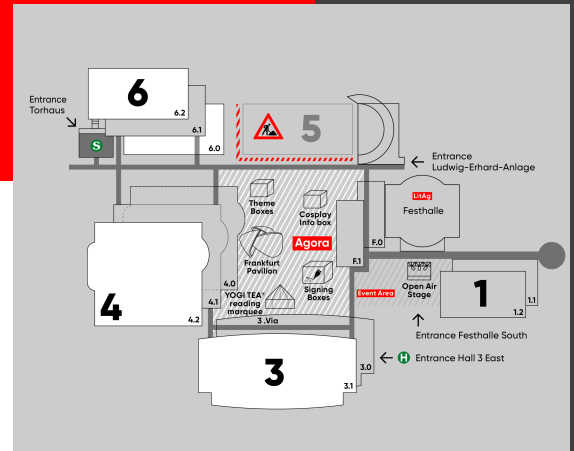 6
6.2
6.1
6.0
Entrance
Torhaus
S
5
Entrance
Ludwig-Erhard-Anlage
LitAg
Festhalle
F.0
F.1
Theme
Boxes
Cosplay
Info box
Agora
Frankfurt
Pavilion
Signing
Boxes
YOGI TEA®
reading
marquee
3 .Via
4
4.0
4.1
4.2
Event Area
Open Air
Stage
1
1.1
1.2
Entrance Festhalle South
H Entrance Hall 3 East
3
3.0
3.1